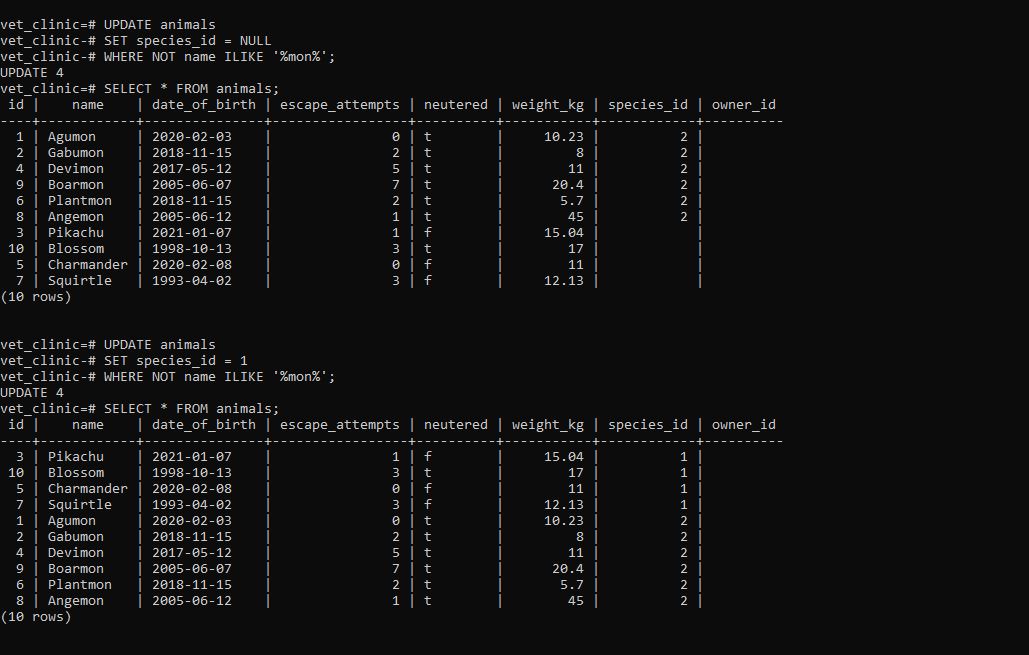 vet_clinic=# UPDATE animals
vet_clinic-# SET species_id = NULL
vet_clinic-# WHERE NOT name ILIKE '%mon%';
UPDATE 4
vet_clinic=# SELECT * FROM animals;
 id |    name    | date_of_birth | escape_attempts | neutered | weight_kg | species_id | owner_id
----+------------+---------------+-----------------+----------+-----------+------------+----------
  1 | Agumon     | 2020-02-03    |               0 | t        |     10.23 |          2 |
  2 | Gabumon    | 2018-11-15    |               2 | t        |         8 |          2 |
  4 | Devimon    | 2017-05-12    |               5 | t        |        11 |          2 |
  9 | Boarmon    | 2005-06-07    |               7 | t        |      20.4 |          2 |
  6 | Plantmon   | 2018-11-15    |               2 | t        |       5.7 |          2 |
  8 | Angemon    | 2005-06-12    |               1 | t        |        45 |          2 |
  3 | Pikachu    | 2021-01-07    |               1 | f        |     15.04 |            |
 10 | Blossom    | 1998-10-13    |               3 | t        |        17 |            |
  5 | Charmander | 2020-02-08    |               0 | f        |        11 |            |
  7 | Squirtle   | 1993-04-02    |               3 | f        |     12.13 |            |
(10 rows)
vet_clinic=# UPDATE animals
vet_clinic-# SET species_id = 1
vet_clinic-# WHERE NOT name ILIKE '%mon%';
UPDATE 4
vet_clinic=# SELECT * FROM animals;
 id |    name    | date_of_birth | escape_attempts | neutered | weight_kg | species_id | owner_id
----+------------+---------------+-----------------+----------+-----------+------------+----------
  3 | Pikachu    | 2021-01-07    |               1 | f        |     15.04 |          1 |
 10 | Blossom    | 1998-10-13    |               3 | t        |        17 |          1 |
  5 | Charmander | 2020-02-08    |               0 | f        |        11 |          1 |
  7 | Squirtle   | 1993-04-02    |               3 | f        |     12.13 |          1 |
  1 | Agumon     | 2020-02-03    |               0 | t        |     10.23 |          2 |
  2 | Gabumon    | 2018-11-15    |               2 | t        |         8 |          2 |
  4 | Devimon    | 2017-05-12    |               5 | t        |        11 |          2 |
  9 | Boarmon    | 2005-06-07    |               7 | t        |      20.4 |          2 |
  6 | Plantmon   | 2018-11-15    |               2 | t        |       5.7 |          2 |
  8 | Angemon    | 2005-06-12    |               1 | t        |        45 |          2 |
(10 rows)